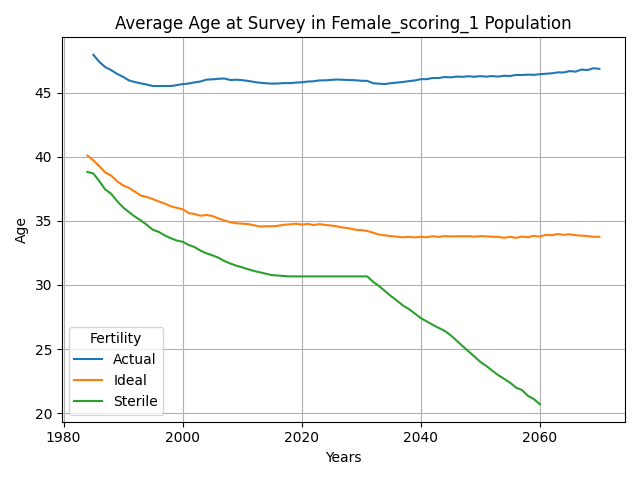 Average Age at Survey in Female_scoring_1 Population
45
40
35
30
25
20
Age
Fertility
Actual
Ideal
Sterile
1980 2000 2020 2040 2060
Years